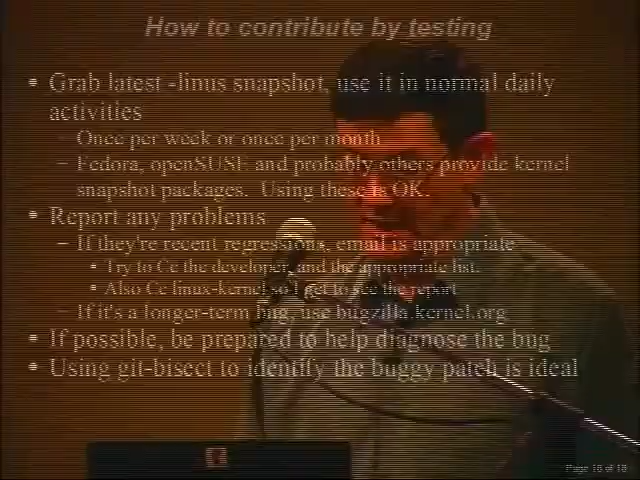 How to contribute by testing
• Grab latest -linus snapshot, use it in normal daily
activities
– Once per week or once per month
– Fedora, openSUSE and probably others provide kernel
snapshot packages.  Using these is OK.
• Report any problems
– If they're recent regressions, email is appropriate
• Try to Cc the developer, and the appropriate list.
• Also Cc linux-kernel so I get to see the report
– If it's a longer-term bug, use bugzilla.kernel.org
• If possible, be prepared to help diagnose the bug
• Using git-bisect to identify the buggy patch is ideal
Page 16 of 18